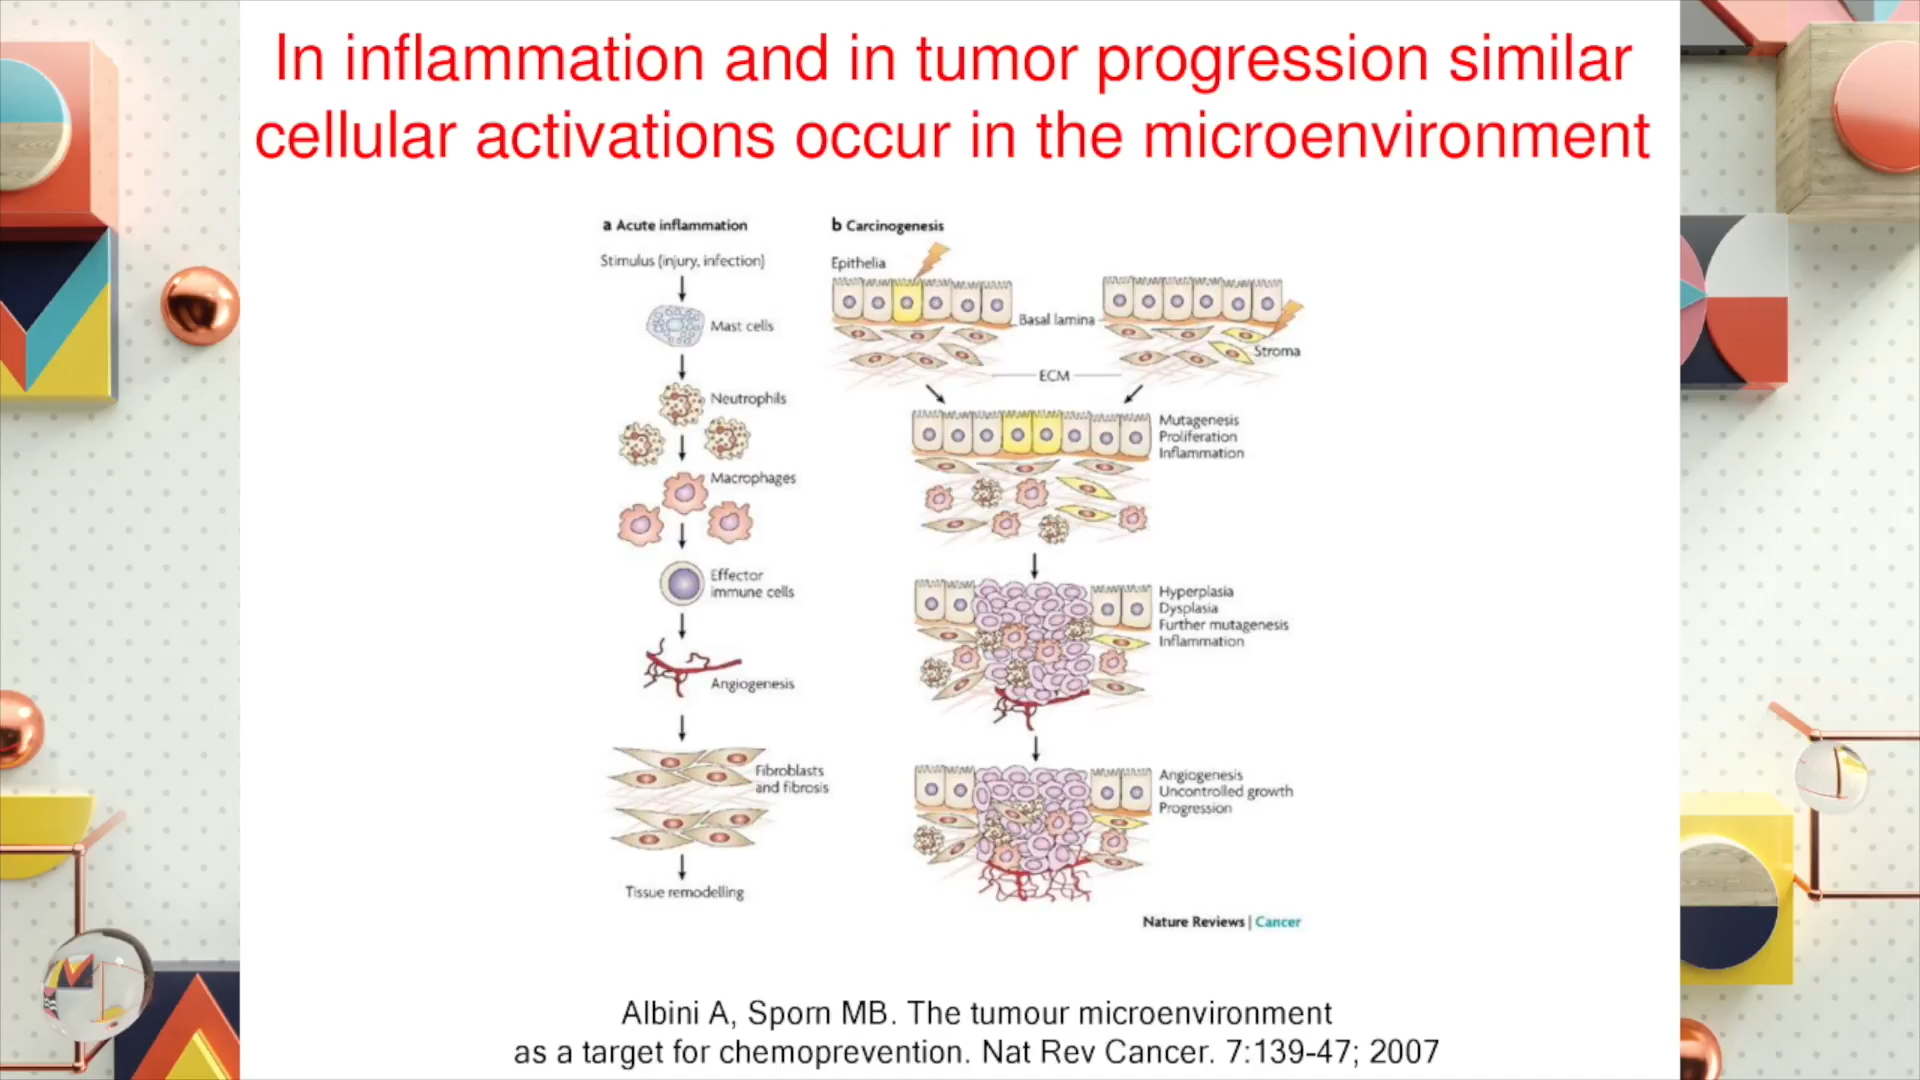 In inflammation and in tumor progression similar
cellular activations occur in the microenvironment
a Acute inflammation
Stimulus (injury, infection)
Mast cells
Neutrophils
Macrophages
Effector
immune cells
Angiogenesis
Fibroblasts
and fibrosis
Tissue remodelling
b Carcinogenesis
Epithelia
Basal lamina
Stroma
ECM
Mutagenesis
Proliferation
Inflammation
Hyperplasia
Dysplasia
Further mutagenesis
Inflammation
Angiogenesis
Uncontrolled growth
Progression
Nature Reviews | Cancer
Albini A, Sporn MB. The tumour microenvironment
as a target for chemoprevention. Nat Rev Cancer. 7:139-47; 2007